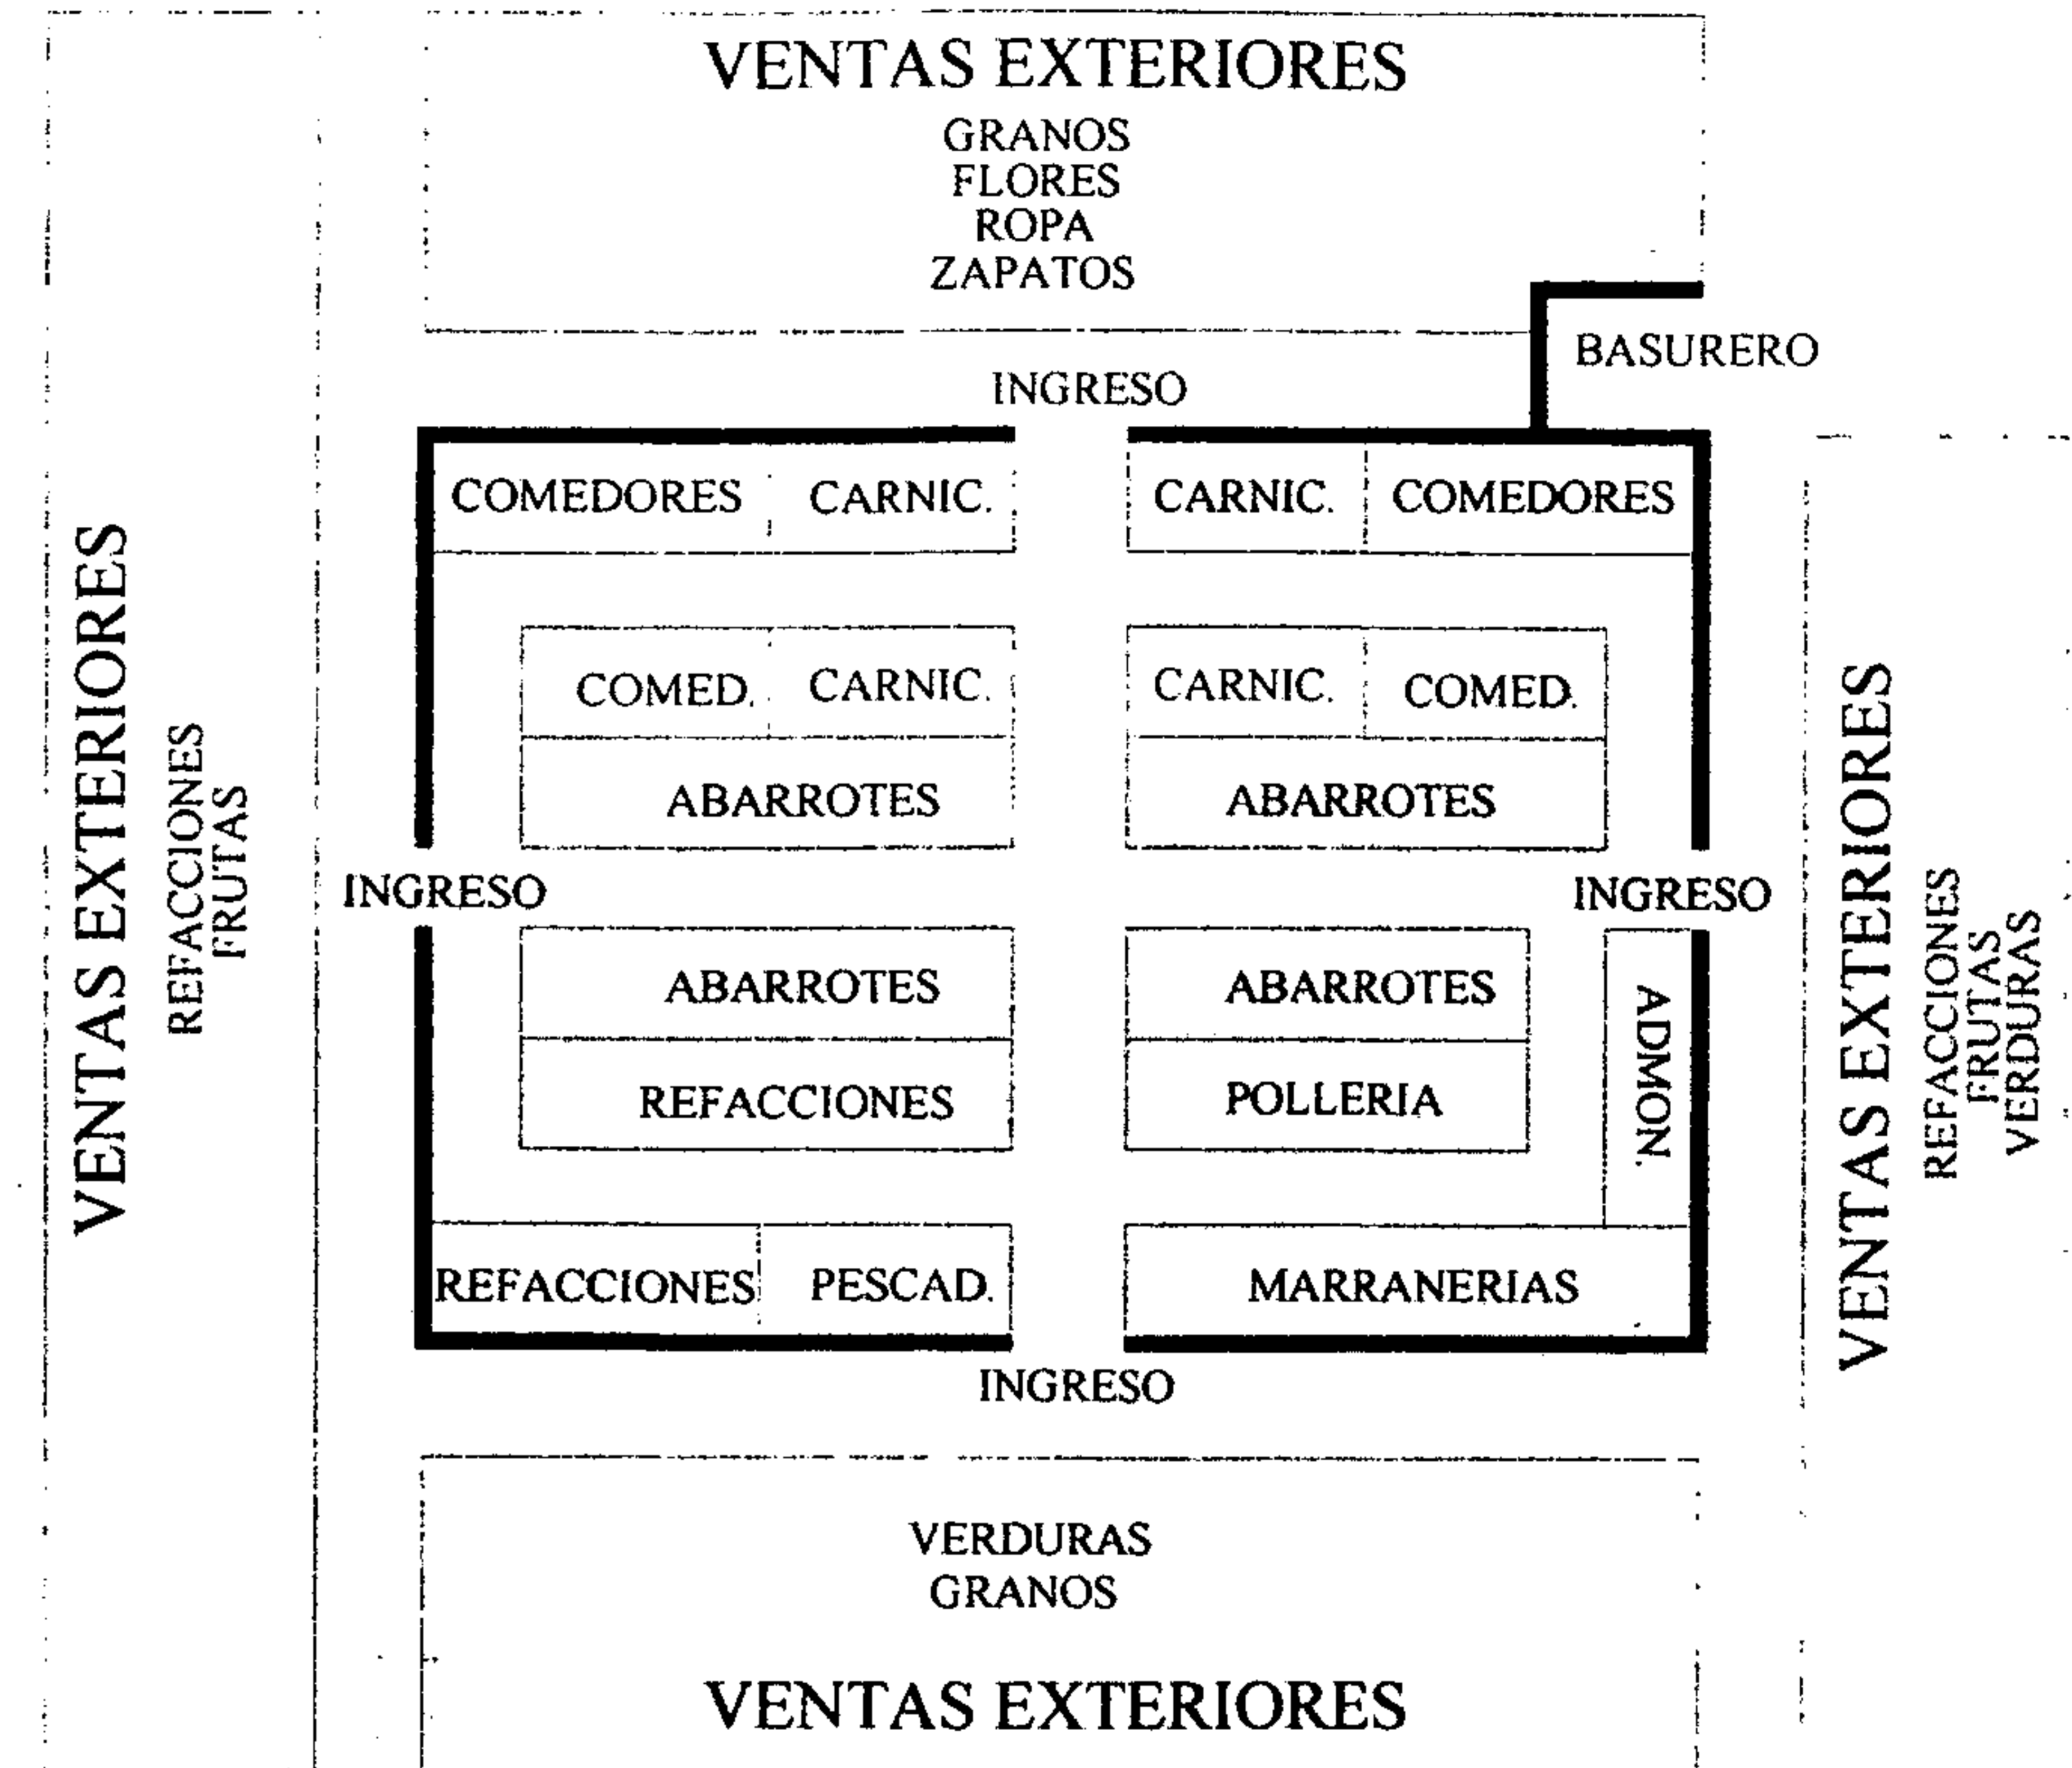 VENTAS EXTERIORES
GRANOS
FLORES
ROPA
ZAPATOS
BASURERO
INGRESO
COMEDORES CARNIC. CARNIC. COMEDORES
COMED. CARNIC. CARNIC. COMED.
ABARROTES ABARROTES
INGRESO INGRESO
ABARROTES ABARROTES
REFACCIONES POLLERIA
ADMON.
REFACCIONES PESCAD. MARRANERIAS
INGRESO
VERDURAS
GRANOS
VENTAS EXTERIORES
VENTAS EXTERIORES
REFACCIONES
FRUTAS
VENTAS EXTERIORES
REFACCIONES
FRUTAS
VERDURAS